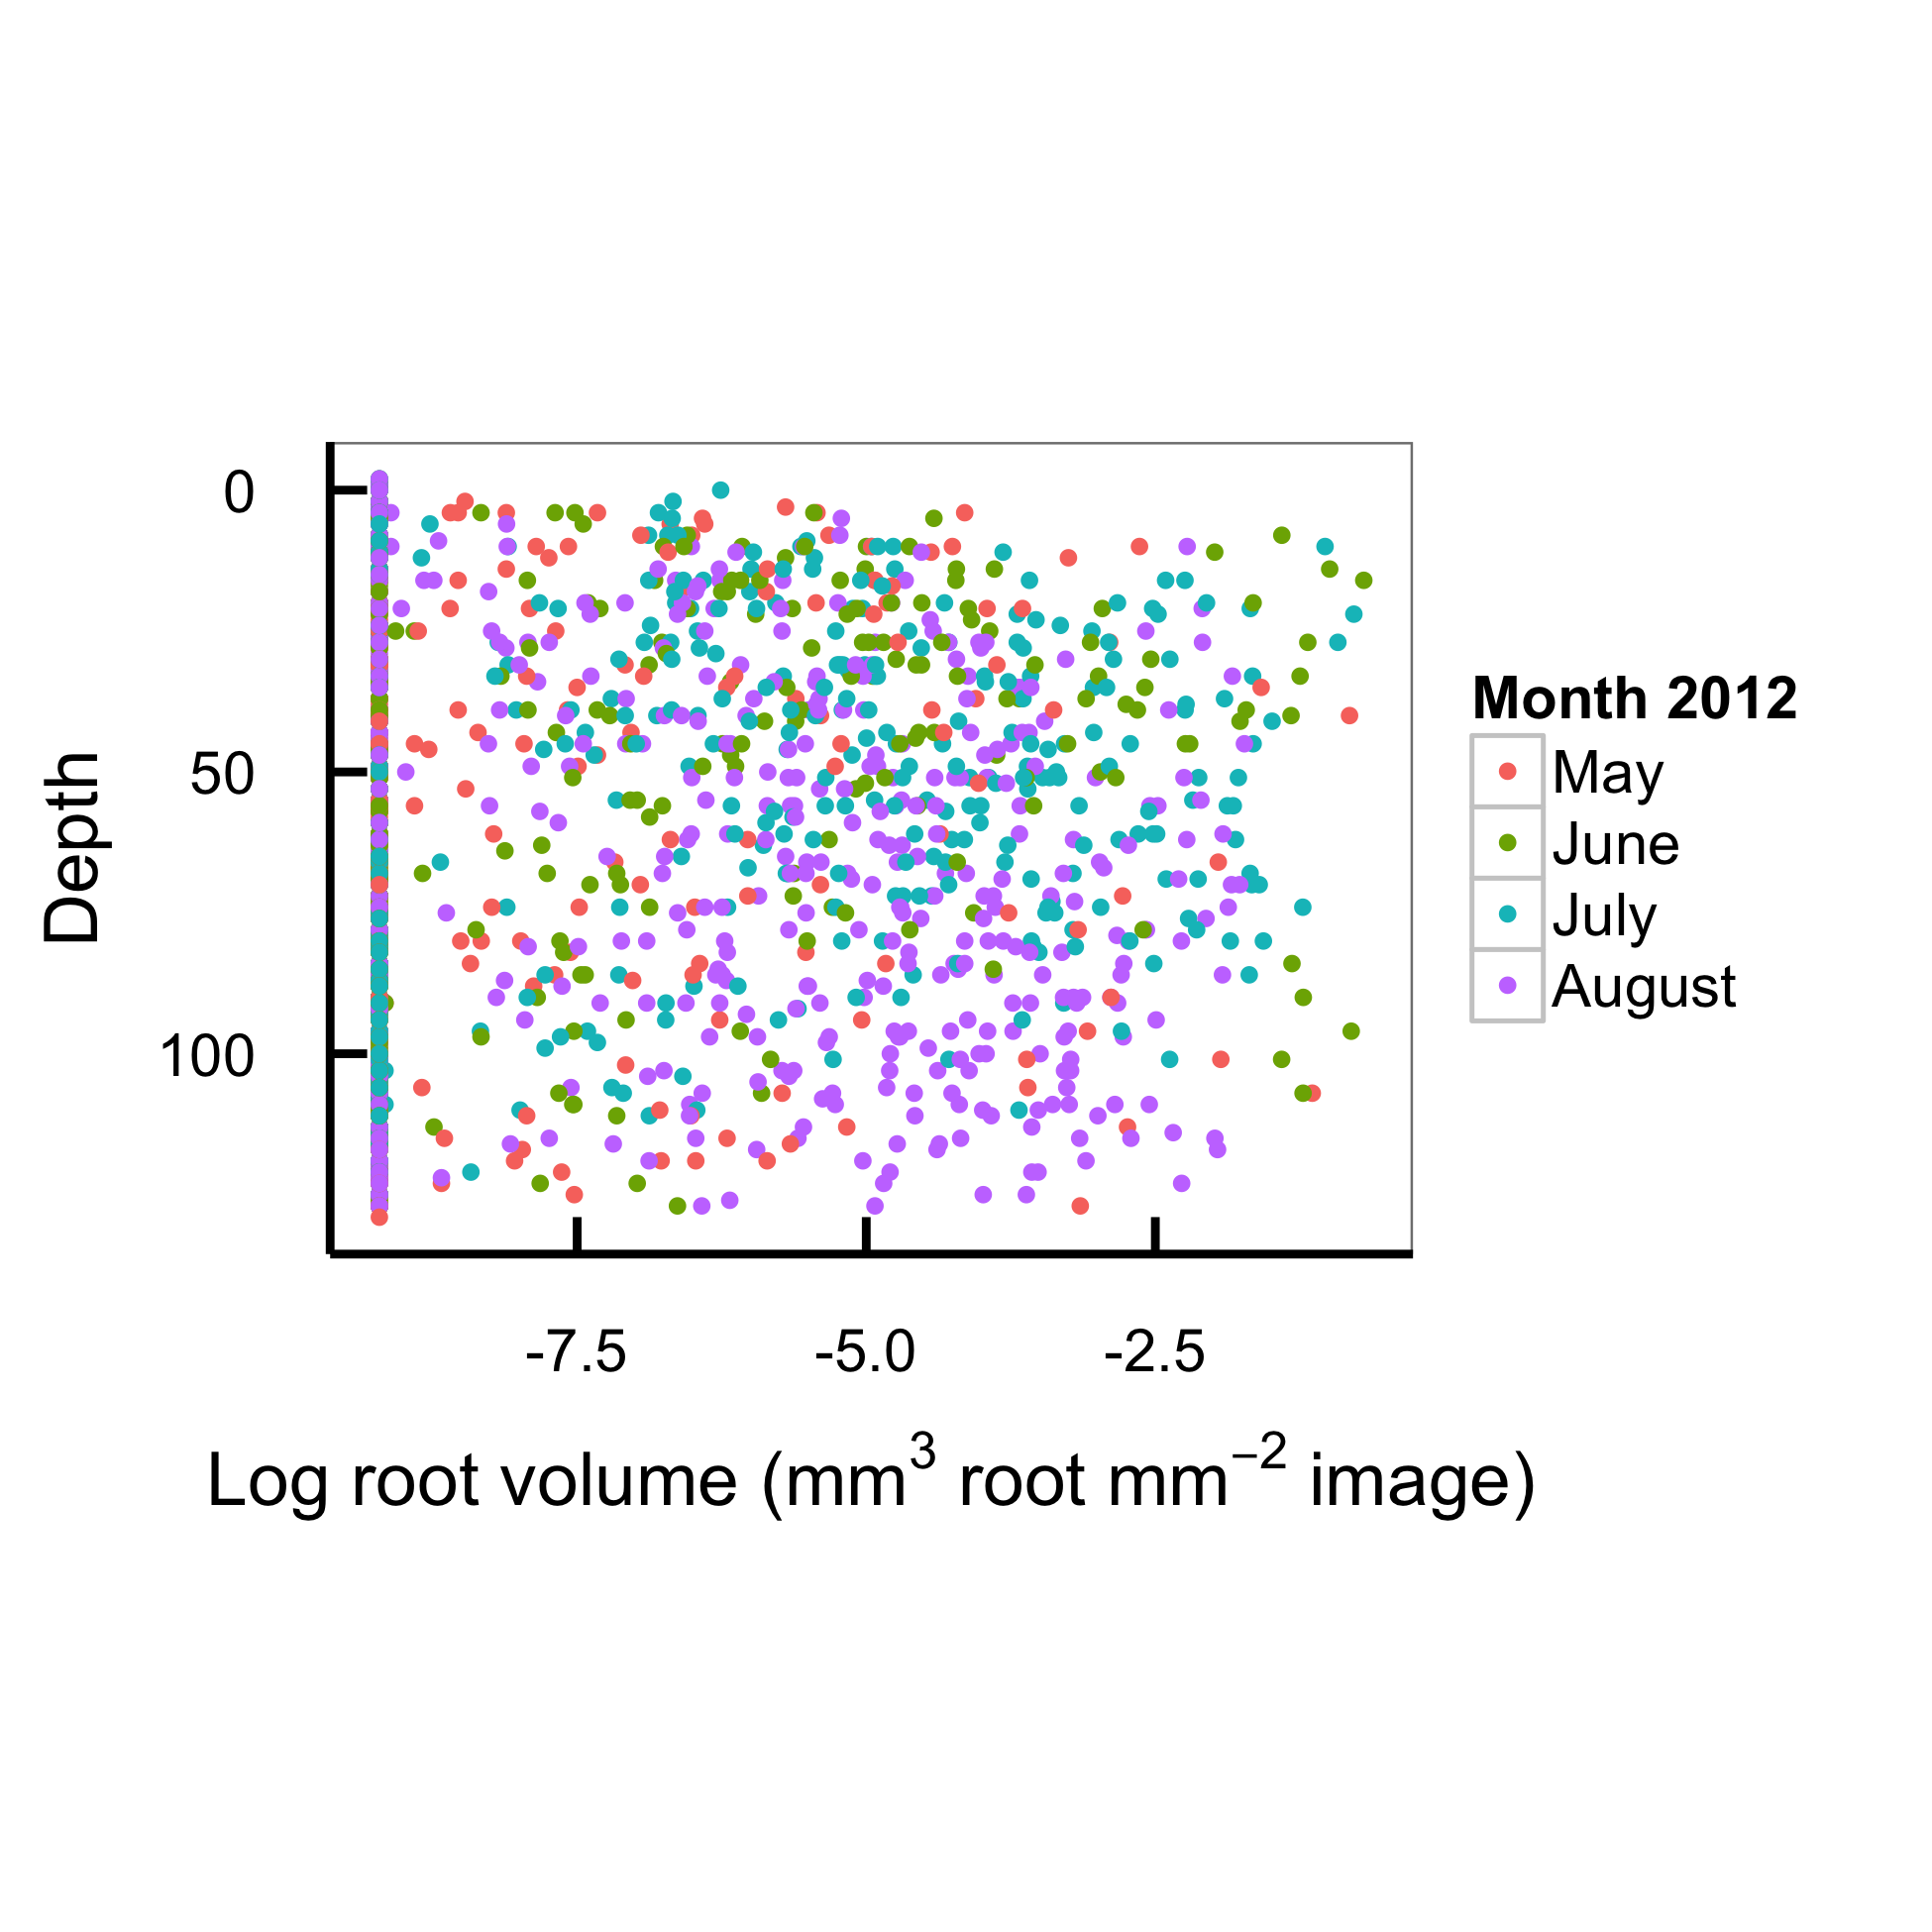 0
50
100
Depth
-7.5
-5.0
-2.5
Log root volume (mm³ root mm⁻² image)
Month 2012
May
June
July
August